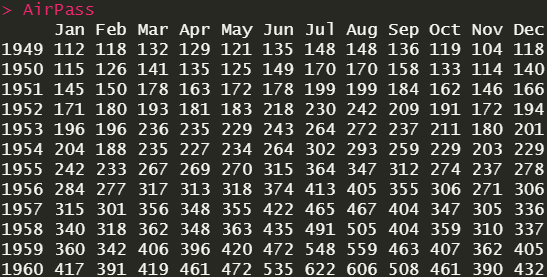 > AirPass
Jan Feb Mar Apr May Jun Jul Aug Sep Oct Nov Dec
1949 112 118 132 129 121 135 148 148 136 119 104 118
1950 115 126 141 135 125 149 170 170 158 133 114 140
1951 145 150 178 163 172 178 199 199 184 162 146 166
1952 171 180 193 181 183 218 230 242 209 191 172 194
1953 196 196 236 235 229 243 264 272 237 211 180 201
1954 204 188 235 227 234 264 302 293 259 229 203 229
1955 242 233 267 269 270 315 364 347 312 274 237 278
1956 284 277 317 313 318 374 413 405 355 306 271 306
1957 315 301 356 348 355 422 465 467 404 347 305 336
1958 340 318 362 348 363 435 491 505 404 359 310 337
1959 360 342 406 396 420 472 548 559 463 407 362 405
1960 417 391 419 461 472 535 622 606 508 461 390 432